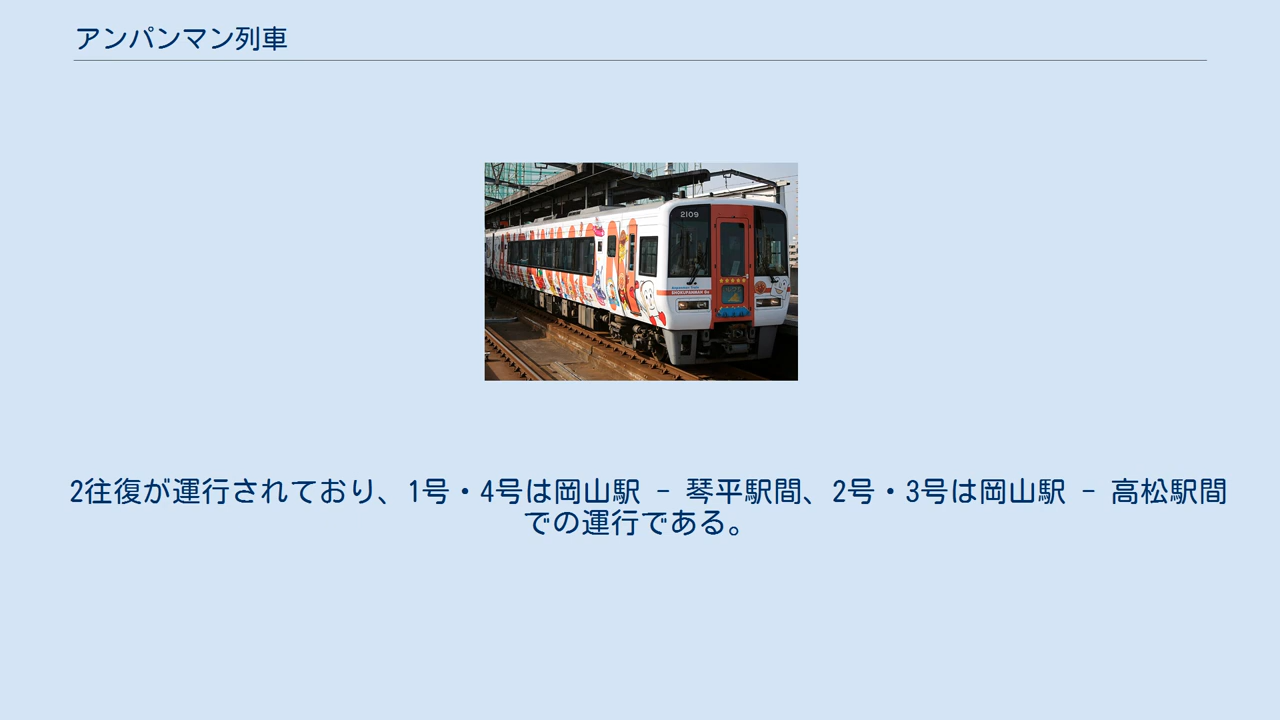 アンパンマン列車
2109
2往復が運行されており、1号・4号は岡山駅 - 琴平駅間、2号・3号は岡山駅 - 高松駅間
での運行である。